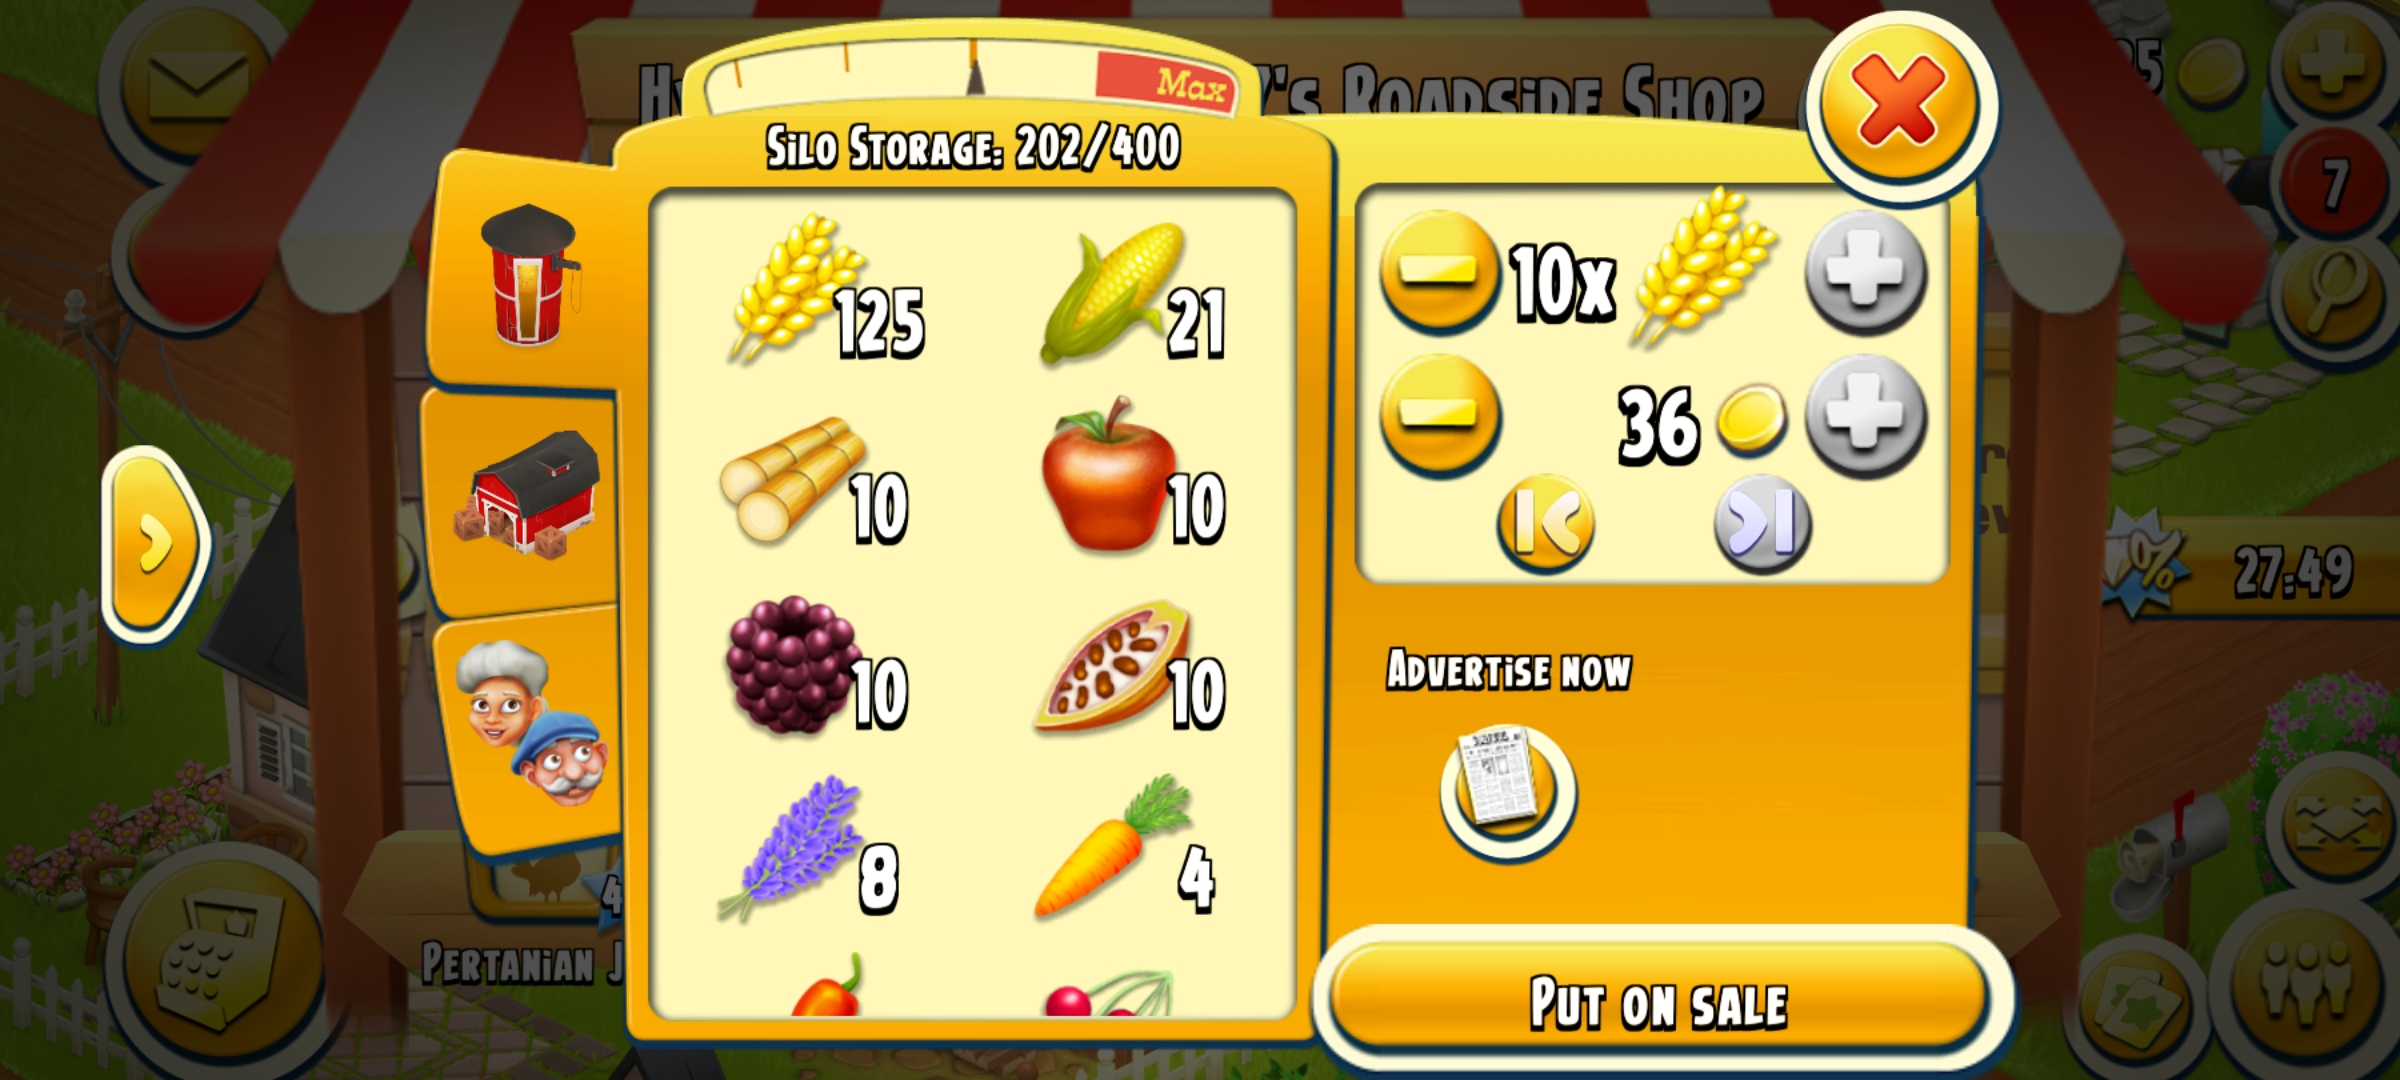 Max
's Roadside Shop
Silo Storage: 202/400
125
21
10
10
10
10
8
4
10x
36
Advertise now
Put on sale
7
27:49
Pertanian